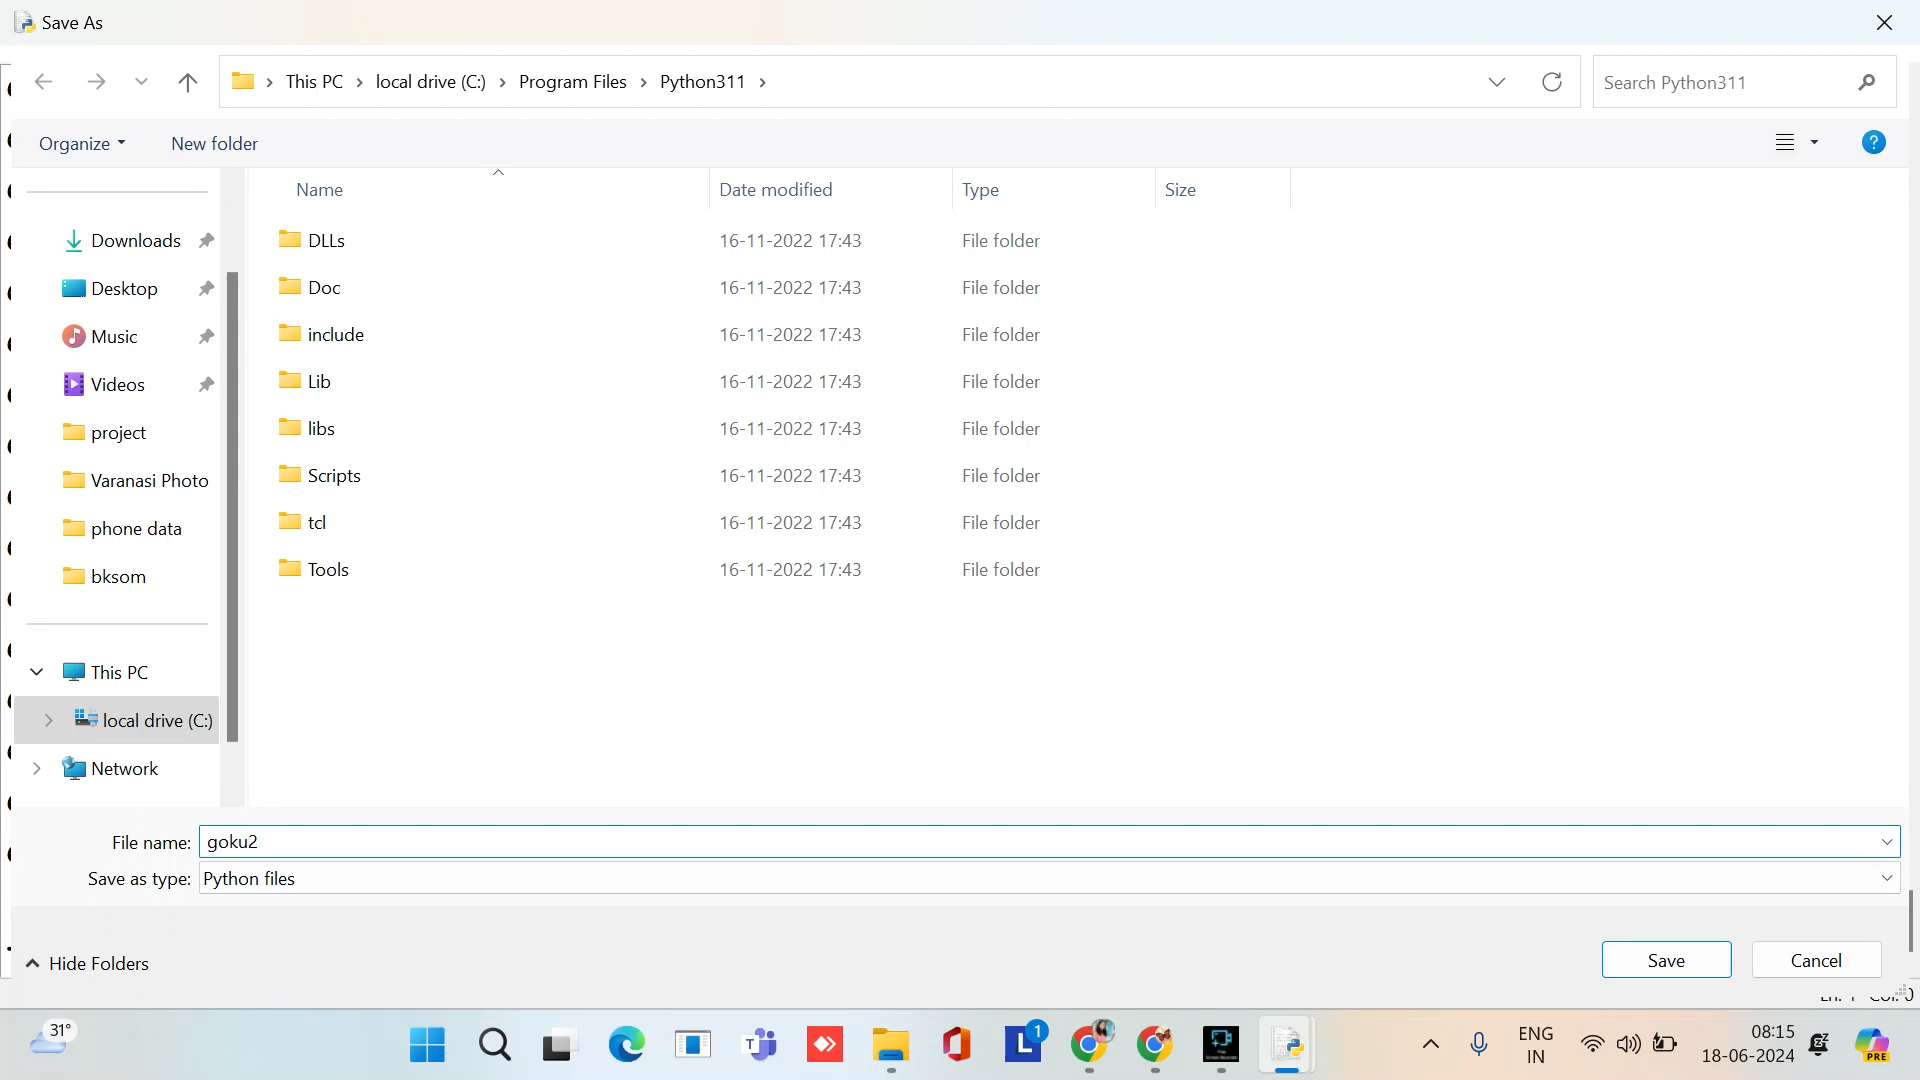 Save As
This PC > local drive (C:) > Program Files > Python311 >
Search Python311
Organize
New folder
Name
Date modified
Type
Size
Downloads
Desktop
Music
Videos
project
Varanasi Photo
phone data
bksom
This PC
local drive (C:)
Network
DLLs 16-11-2022 17:43 File folder
Doc 16-11-2022 17:43 File folder
include 16-11-2022 17:43 File folder
Lib 16-11-2022 17:43 File folder
libs 16-11-2022 17:43 File folder
Scripts 16-11-2022 17:43 File folder
tcl 16-11-2022 17:43 File folder
Tools 16-11-2022 17:43 File folder
File name: goku2
Save as type: Python files
Hide Folders
Save
Cancel
31°
T
L
1
ENG
IN
08:15
18-06-2024
PRE